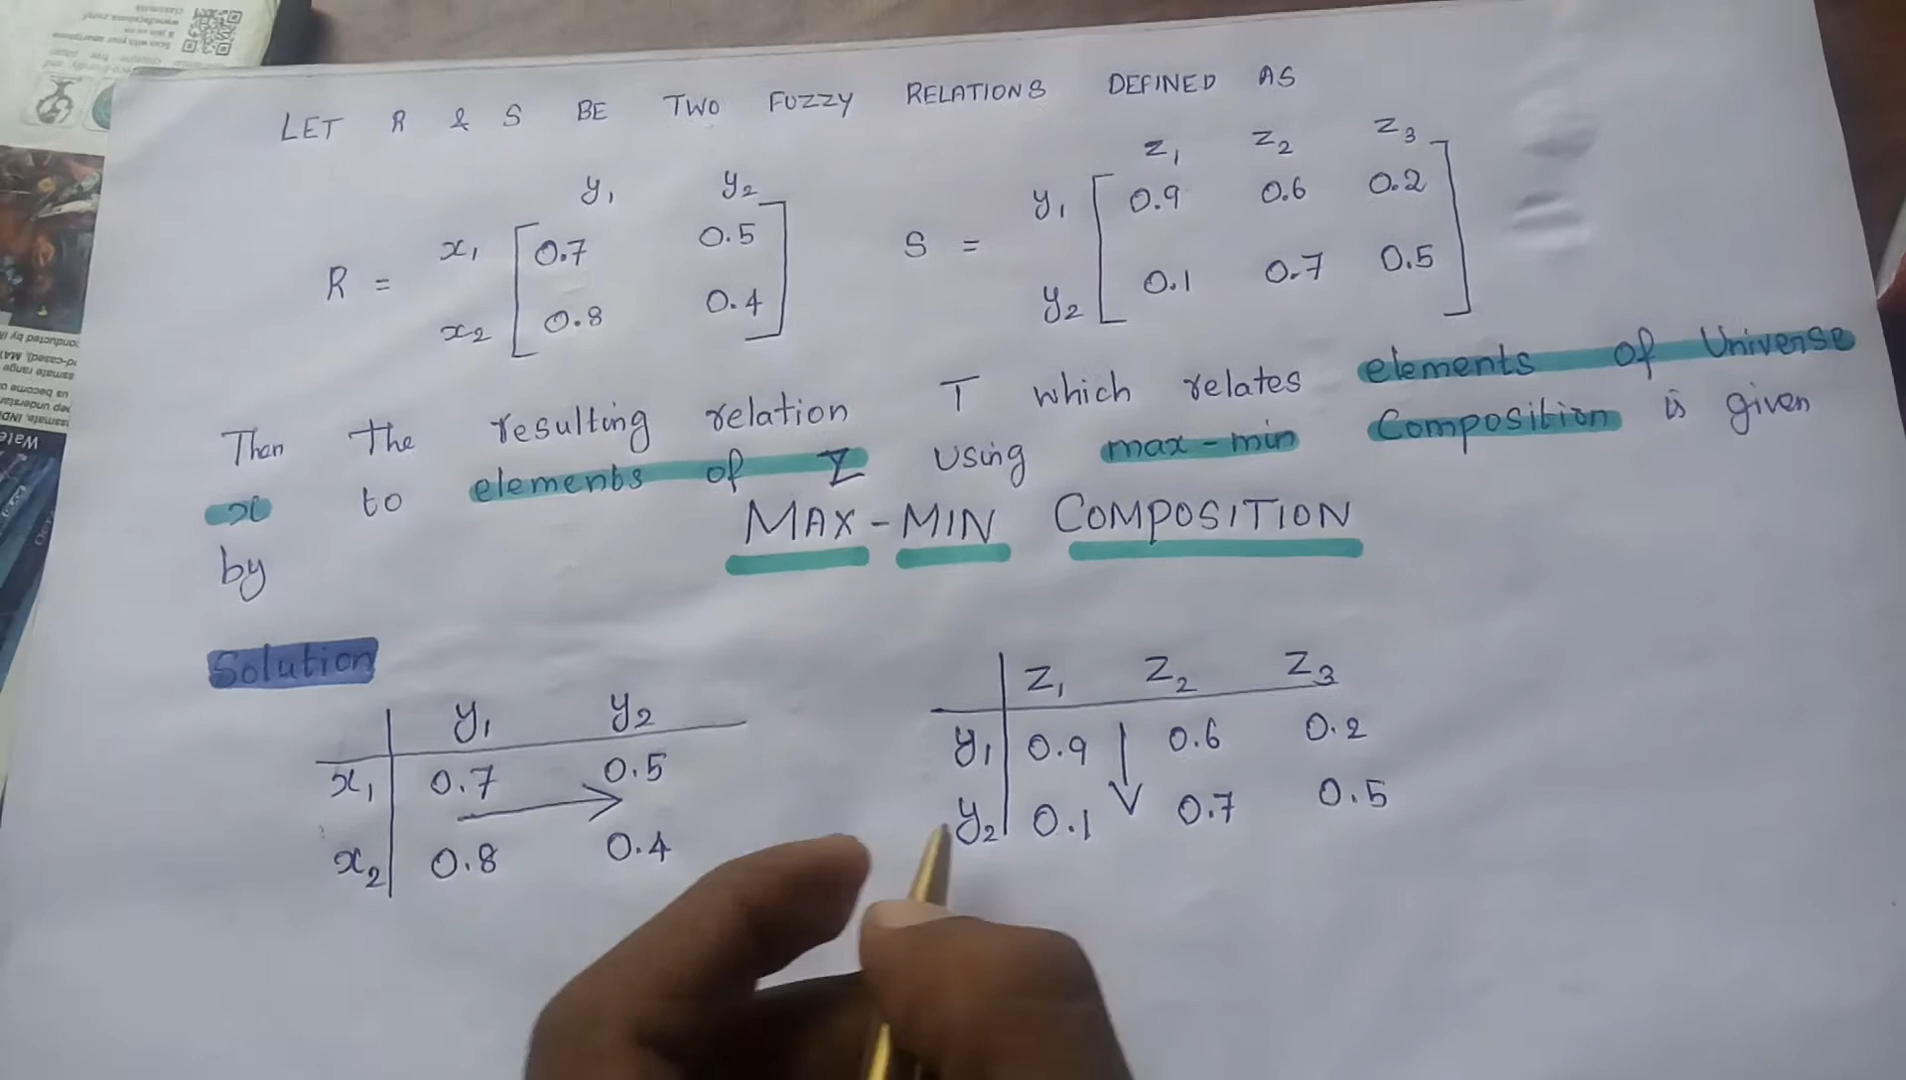 LET R & S BE TWO FUZZY RELATIONS DEFINED AS
y₁ y₂
R = x₁ [0.7 0.5]
x₂ [0.8 0.4]
z₁ z₂ z₃
S = y₁ [0.9 0.6 0.2]
y₂ [0.1 0.7 0.5]
Then the resulting relation T which relates elements of Universe
x to elements of Z using max-min Composition is given
by
MAX-MIN COMPOSITION
Solution
y₁ y₂
x₁ 0.7 0.5
→
x₂ 0.8 0.4
z₁ z₂ z₃
y₁ 0.9 ↓ 0.6 0.2
y₂ 0.1 0.7 0.5